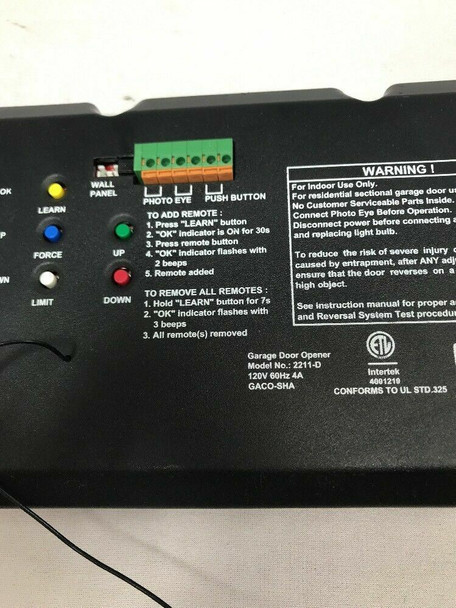 OK
LEARN
WALL
PANEL
PHOTO EYE
PUSH BUTTON
UP
FORCE
LIMIT
DOWN
TO ADD REMOTE :
1. Press "LEARN" button
2. "OK" indicator is ON for 30s
3. Press remote button
4. "OK" indicator flashes with
2 beeps
5. Remote added
TO REMOVE ALL REMOTES :
1. Hold "LEARN" button for 7s
2. "OK" indicator flashes with
3 beeps
3. All remote(s) removed
WARNING !
For Indoor Use Only.
For residential sectional garage door
No Customer Serviceable Parts Inside.
Connect Photo Eye Before Operation.
Disconnect power before connecting
and replacing light bulb.
To reduce the risk of severe injury
caused by entrapment, after ANY
ensure that the door reverses on a
high object.
See instruction manual for proper
and Reversal System Test
Garage Door Opener
Model No.: 2211-D
120V 60Hz 4A
GACO-SHA
ETL
Intertek
4001219
CONFORMS TO UL STD.325